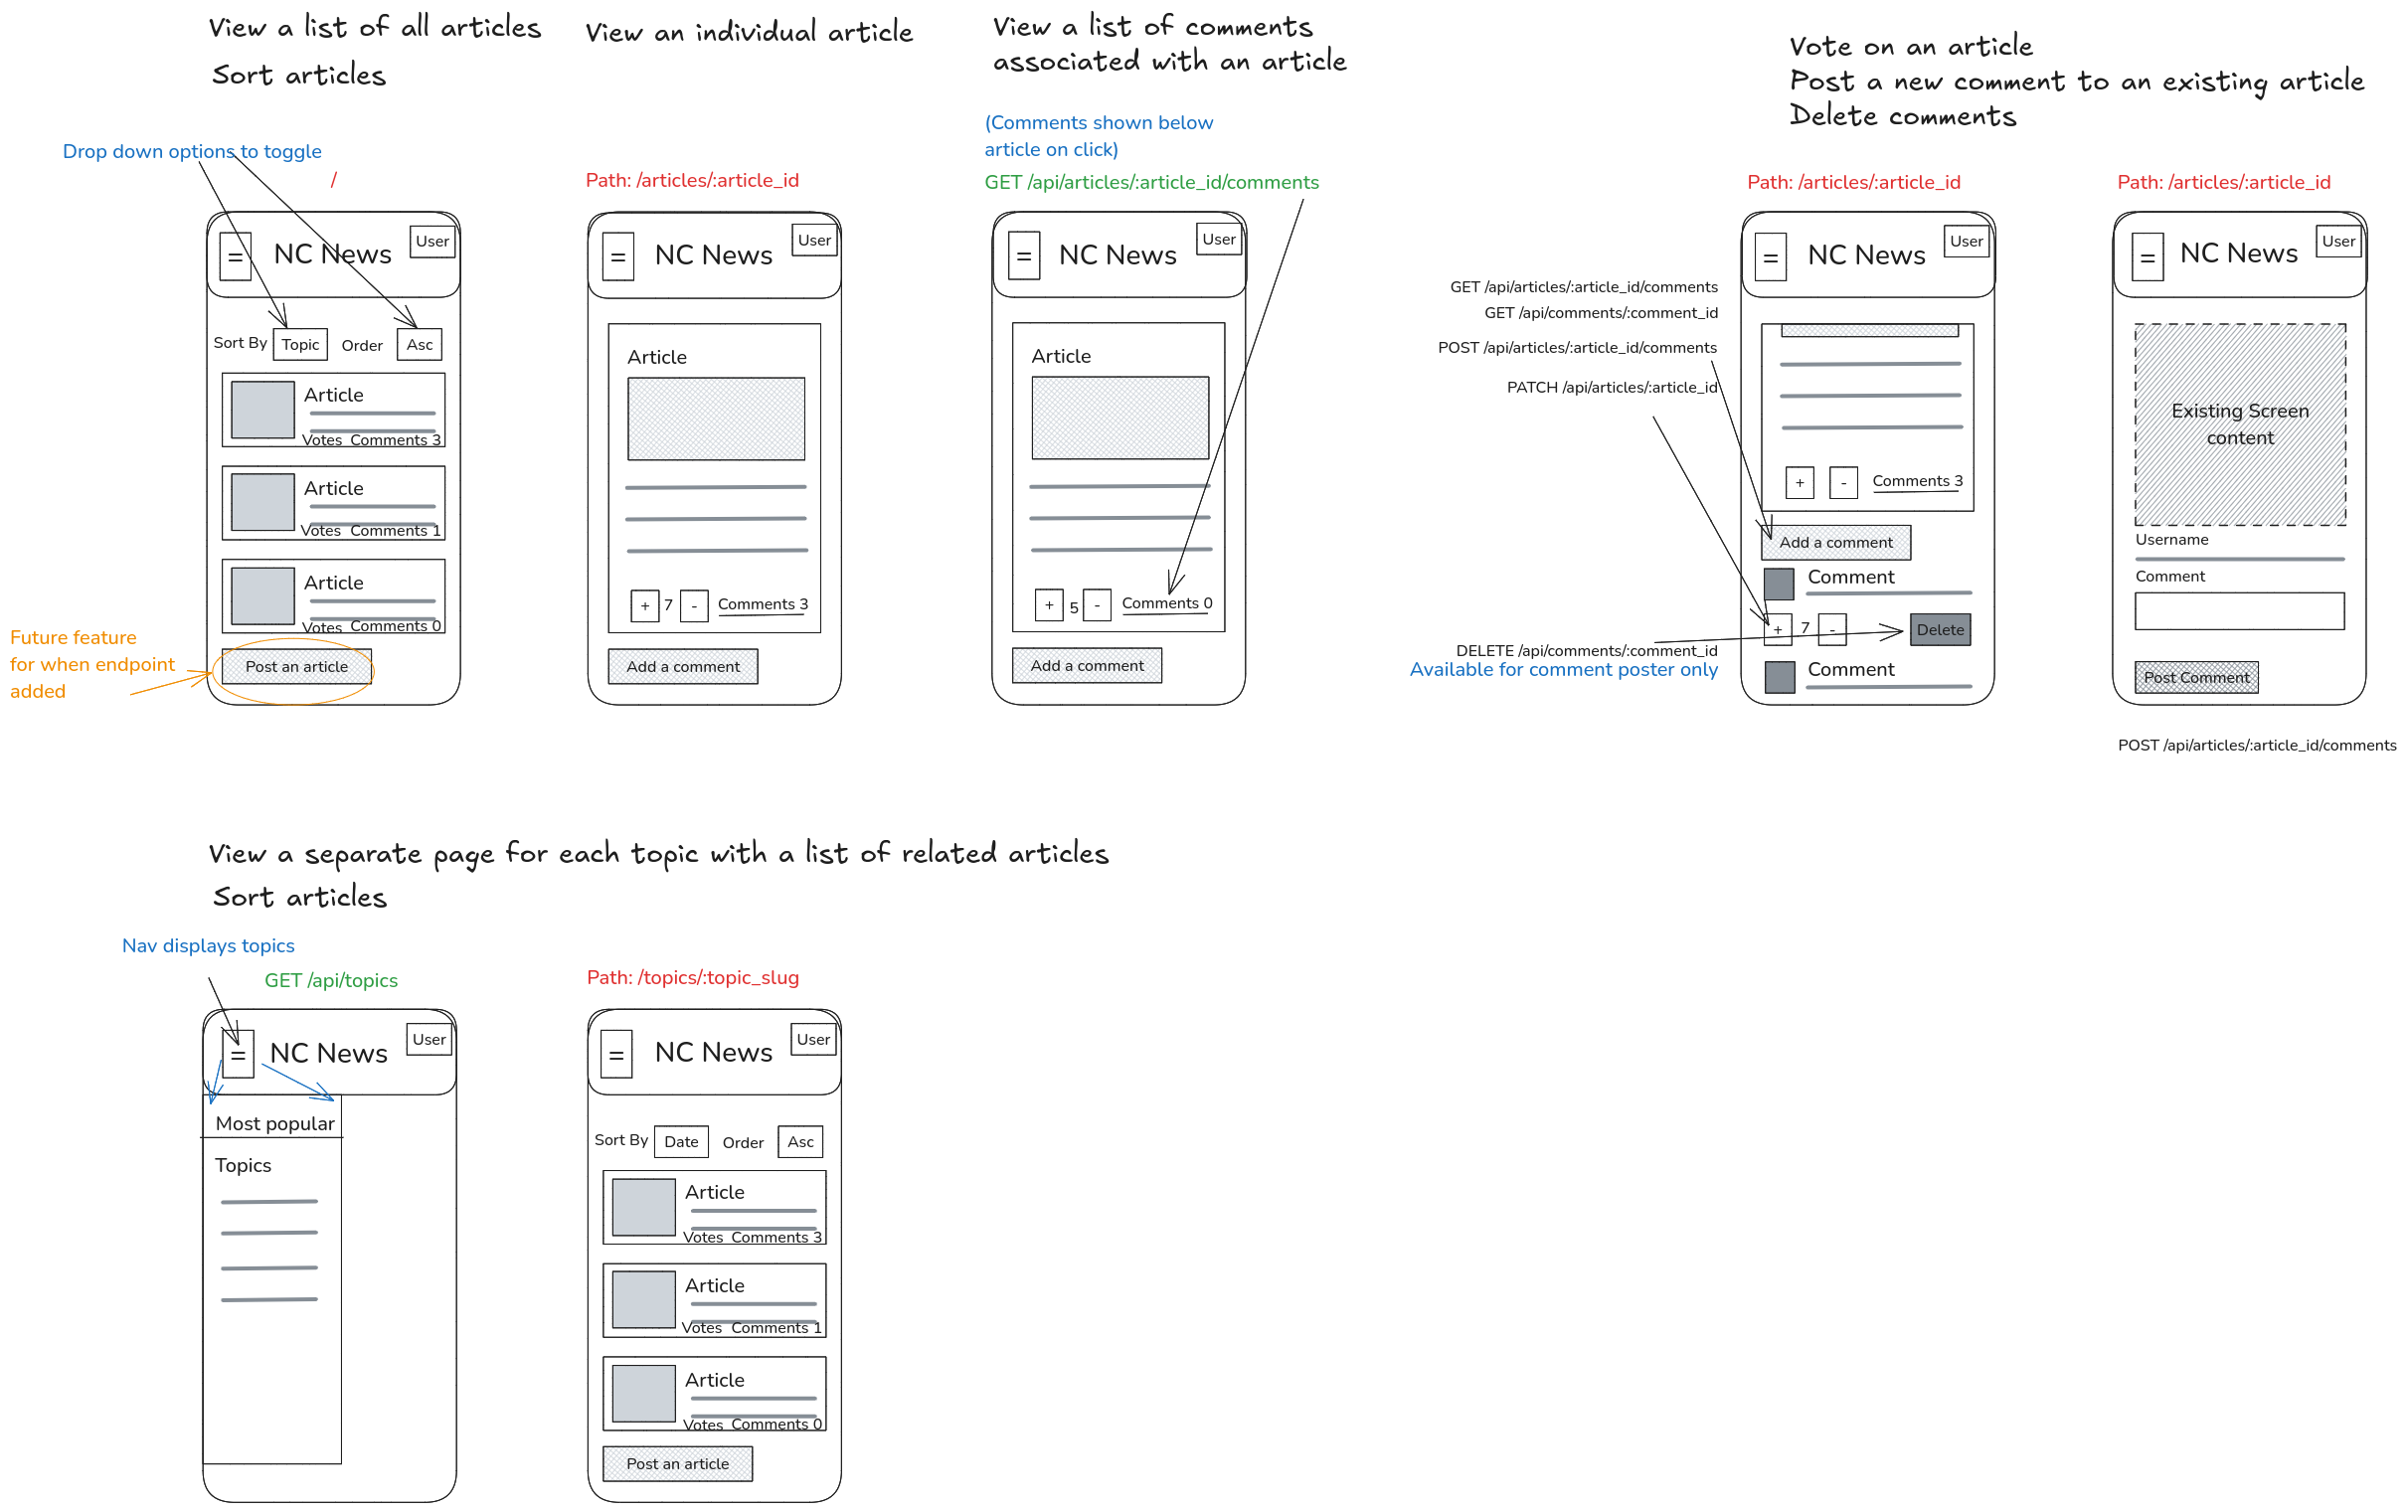 View a list of all articles
Sort articles
View an individual article
View a list of comments
associated with an article
Vote on an article
Post a new comment to an existing article
Delete comments
Drop down options to toggle
/
Path: /articles/:article_id
(Comments shown below
article on click)
GET /api/articles/:article_id/comments
Path: /articles/:article_id
Path: /articles/:article_id
=
NC News
User
Sort By
Topic
Order
Asc
Article
Votes
Comments 3
Article
Votes
Comments 1
Article
Votes
Comments 0
Post an article
Future feature
for when endpoint
added
=
NC News
User
Article
+
7
-
Comments 3
Add a comment
=
NC News
User
Article
+
5
-
Comments 0
Add a comment
GET /api/articles/:article_id/comments
GET /api/comments/:comment_id
POST /api/articles/:article_id/comments
PATCH /api/articles/:article_id
DELETE /api/comments/:comment_id
Available for comment poster only
=
NC News
User
+
-
Comments 3
Add a comment
Comment
+
7
-
Delete
Comment
=
NC News
User
Existing Screen
content
Username
Comment
Post Comment
POST /api/articles/:article_id/comments
View a separate page for each topic with a list of related articles
Sort articles
Nav displays topics
GET /api/topics
=
NC News
User
Most popular
Topics
Path: /topics/:topic_slug
=
NC News
User
Sort By
Date
Order
Asc
Article
Votes
Comments 3
Article
Votes
Comments 1
Article
Votes
Comments 0
Post an article